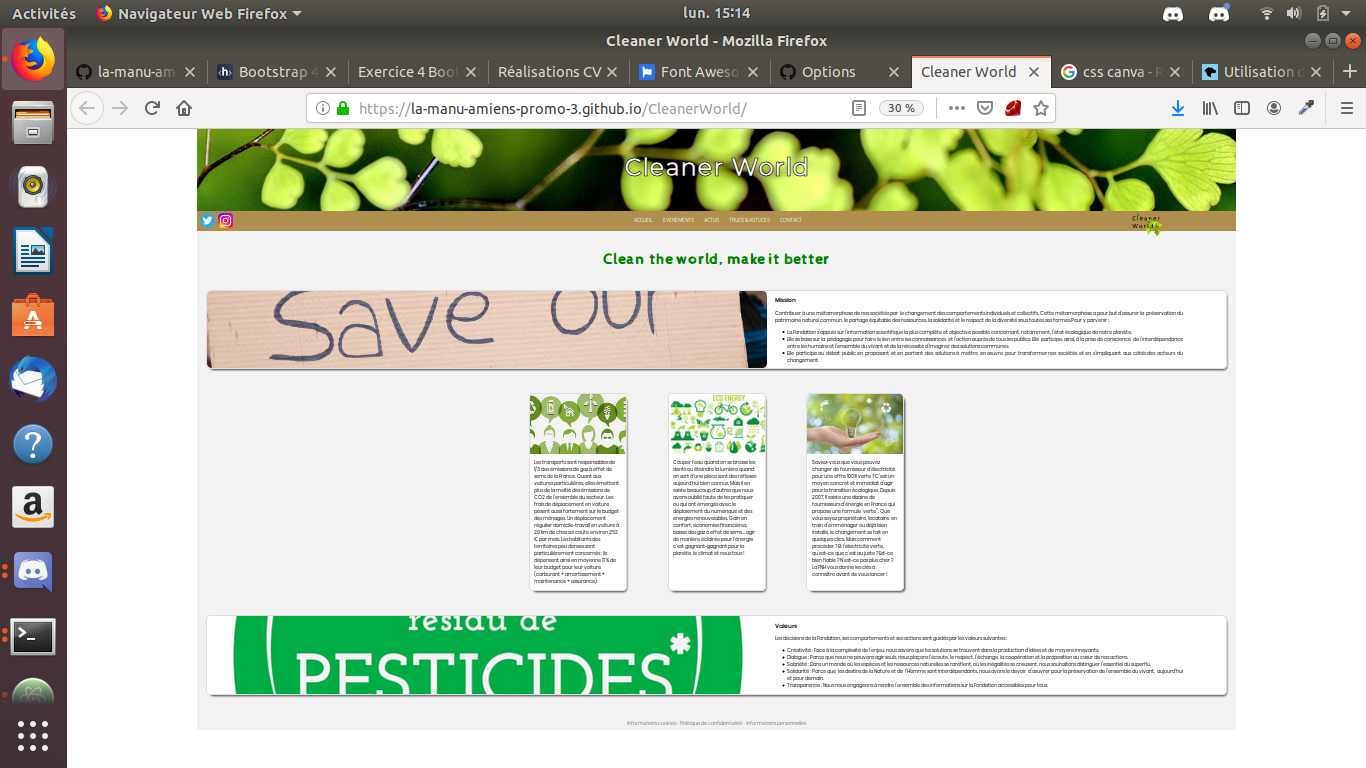 Activités
Navigateur Web Firefox
lun. 15:14
Cleaner World - Mozilla Firefox
la-manu-am
Bootstrap 4
Exercice 4 Boot
Réalisations CV
Font Aweso
Options
Cleaner World
css canva - R
Utilisation d
https://la-manu-amiens-promo-3.github.io/CleanerWorld/
30 %
Cleaner World
ACCUEIL EVENEMENTS ACTUS TRUCS & ASTUCES CONTACT
Cleaner
World
Clean the world, make it better
Save our
Mission
Contribuer à une métamorphose de nos sociétés par le changement des comportements individuels et collectifs. Cette métamorphose a pour but d'assurer la préservation du
patrimoine naturel commun, le partage équitable des ressources, la solidarité et le respect de la diversité sous toutes ses formes.Pour y parvenir :
La Fondation s'appuie sur l'information scientifique la plus complète et objective possible concernant, notamment, l'état écologique de notre planète.
Elle se base sur la pédagogie pour faire le lien entre les connaissances et l'action auprès de tous les publics. Elle participe, ainsi, à la prise de conscience de l'interdépendance
entre les humains et l'ensemble du vivant et de la nécessité d'imaginer des solutions communes.
Elle participe au débat public en proposant et en portant des solutions à mettre en œuvre pour transformer nos sociétés et en s'impliquant aux côtés des acteurs du
changement.
Les transports sont responsables de
1/3 des émissions de gaz à effet de
serre de la France. Quant aux
voitures particulières, elles émettent
plus de la moitié des émissions de
CO2 de l'ensemble du secteur. Les
frais de déplacement en voiture
pèsent aussi fortement sur le budget
des ménages. Un déplacement
régulier domicile-travail en voiture à
20 km de chez soi coûte environ 252
€ par mois. Les habitants des
territoires peu denses sont
particulièrement concernés : ils
dépensent ainsi en moyenne 17% de
leur budget pour leur voiture
(carburant + amortissement +
maintenance + assurance).
ECO ENERGY
Couper l'eau quand on se brosse les
dents ou éteindre la lumière quand
on sort d'une pièce sont des réflexes
aujourd'hui bien connus. Mais il en
existe beaucoup d'autres que nous
avons oublié faute de les pratiquer
ou qui ont émergés avec le
déploiement du numérique et des
énergies renouvelables. Gain en
confort, économies financières,
baisse des gaz à effet de serre... agir
de manière éclairée pour l'énergie
c'est gagnant-gagnant pour la
planète, le climat et nous tous !
Saviez-vous que vous pouvez
changer de fournisseur d'électricité
pour une offre 100% verte ? C'est un
moyen concret et immédiat d'agir
pour la transition écologique. Depuis
2007, il existe une dizaine de
fournisseurs d'énergie en France qui
propose une formule "verte". Que
vous soyez propriétaire, locataire, en
train d'emménager ou déjà bien
installé, le changement se fait en
quelques clics. Mais comment
procéder ? Et l'électricité verte,
qu'est-ce que c'est au juste ? Est-ce
bien fiable ? N'est-ce pas plus cher ?
La FNH vous donne les clés à
connaître avant de vous lancer !
résidu de
PESTICIDES*
Valeurs
Les décisions de la Fondation, ses comportements et ses actions sont guidés par les valeurs suivantes :
Créativité : Face à la complexité de l'enjeu, nous savons que les solutions se trouvent dans la production d'idées et de moyens innovants.
Dialogue : Parce que nous ne pouvons agir seuls, nous plaçons l'écoute, le respect, l'échange, la coopération et la proposition au cœur de nos actions.
Sobriété : Dans un monde où les espèces et les ressources naturelles se raréfient, où les inégalités se creusent, nous souhaitons distinguer l'essentiel du superflu.
Solidarité : Parce que les destins de la Nature et de l'Homme sont interdépendants, nous avons le devoir d'œuvrer pour la préservation de l'ensemble du vivant, aujourd'hui
et pour demain.
Transparence : Nous nous engageons à rendre l'ensemble des informations sur la Fondation accessibles pour tous.
Informations cookies - Politique de confidentialité - Informations personnelles